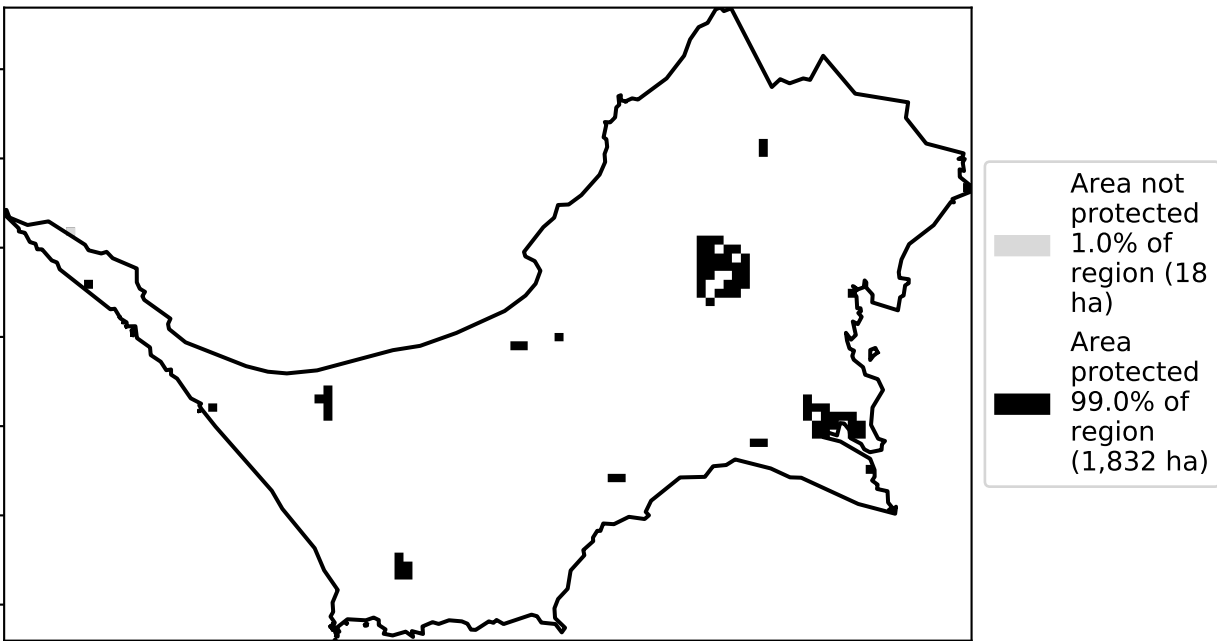 Area not
protected
1.0% of
region (18
ha)
Area
protected
99.0% of
region
(1,832 ha)